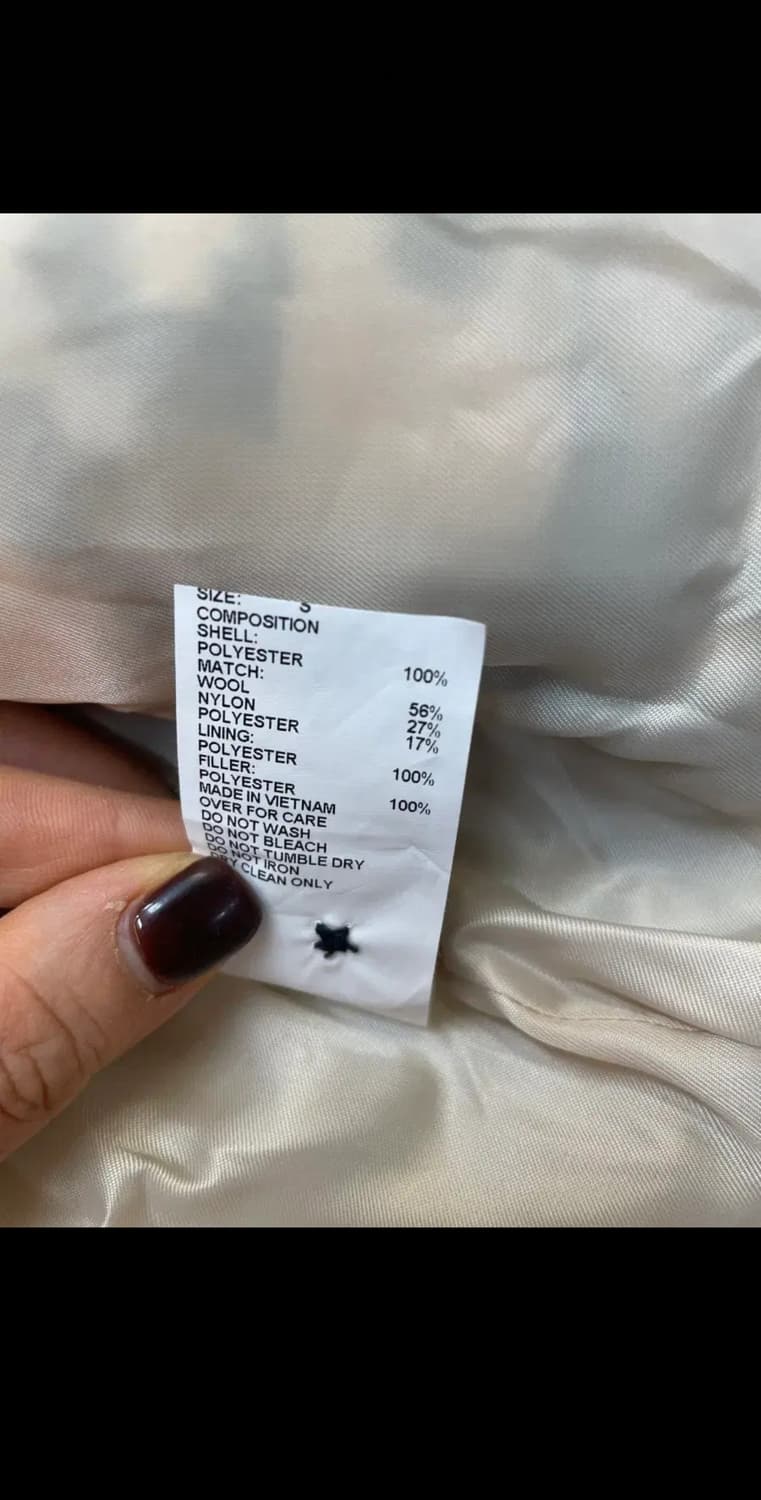 SIZE: S
COMPOSITION
SHELL:
POLYESTER 100%
MATCH:
WOOL 56%
NYLON 27%
POLYESTER 17%
LINING:
POLYESTER 100%
FILLER:
POLYESTER 100%
MADE IN VIETNAM
OVER FOR CARE
DO NOT WASH
DO NOT BLEACH
DO NOT TUMBLE DRY
DO NOT IRON
DRY CLEAN ONLY